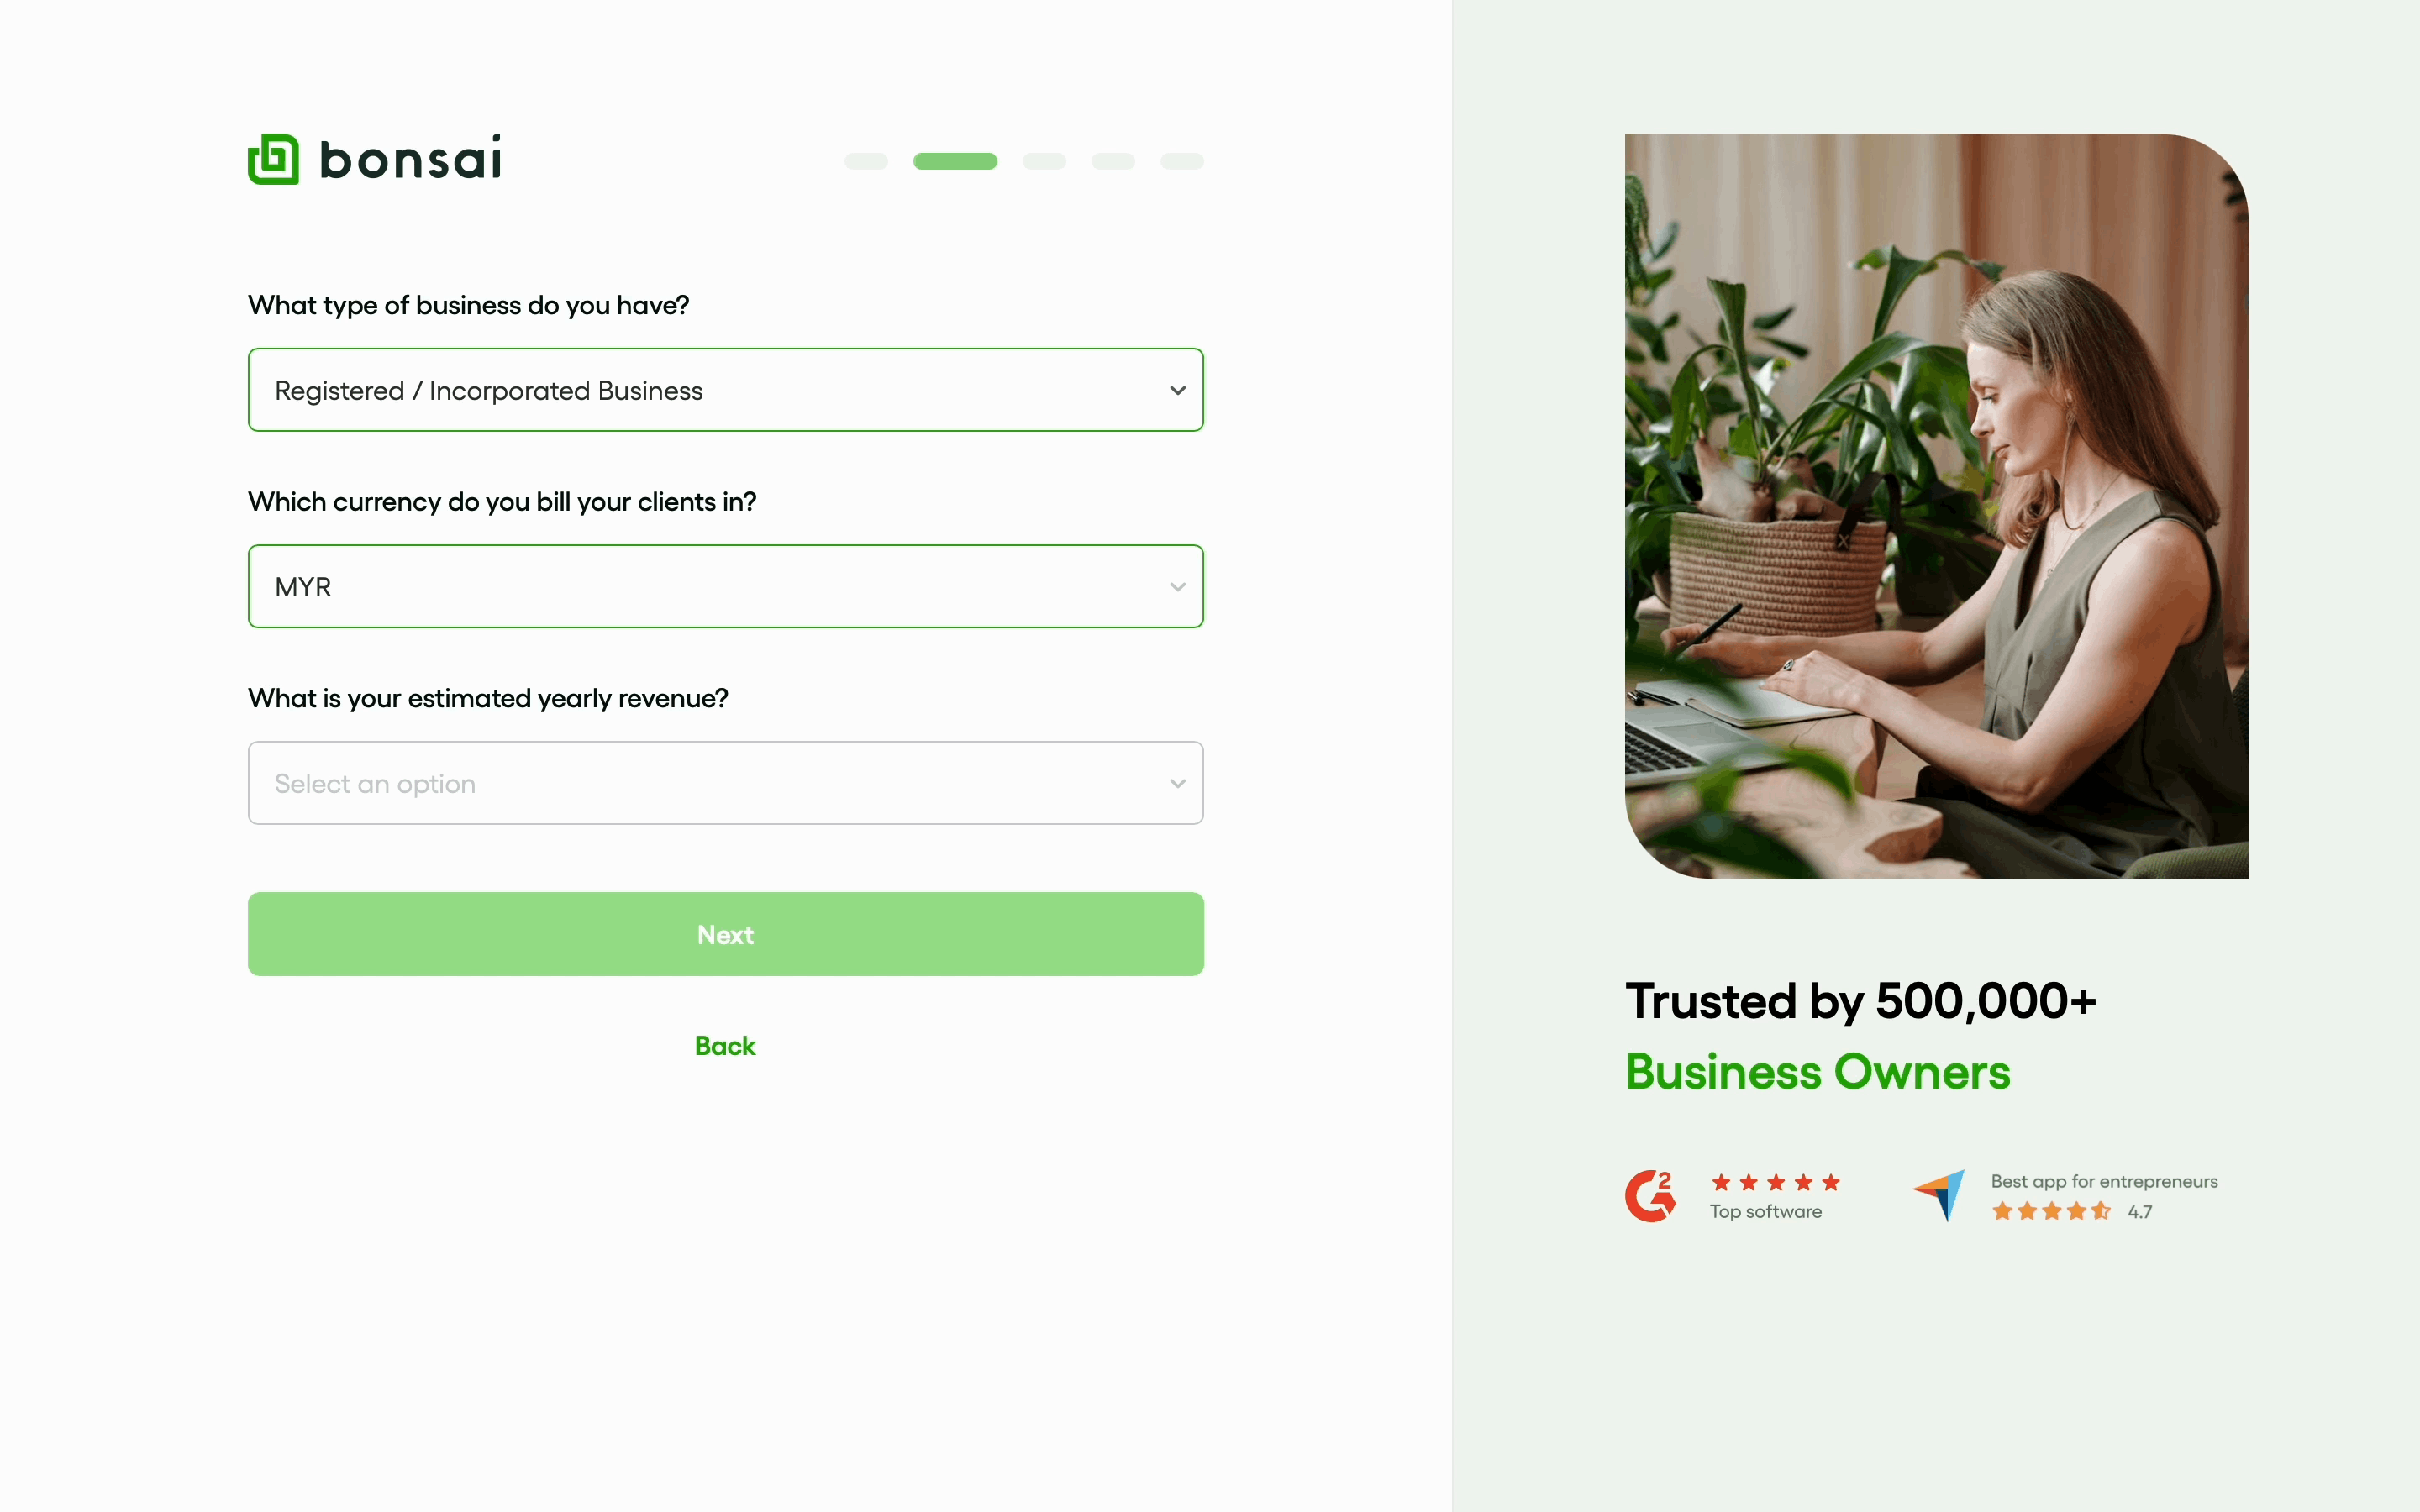 bonsai
What type of business do you have?
Registered / Incorporated Business
Which currency do you bill your clients in?
MYR
What is your estimated yearly revenue?
Select an option
Next
Back
Trusted by 500,000+
Business Owners
G2
Top software
Best app for entrepreneurs
4.7